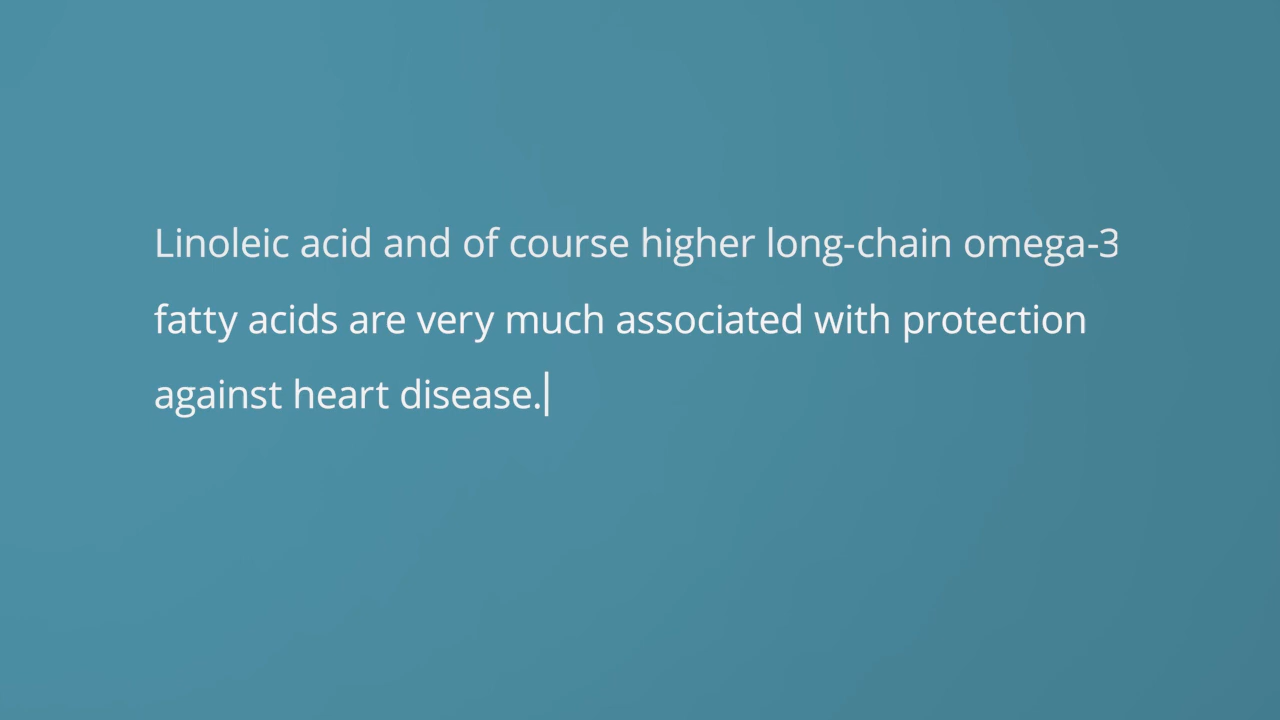 Linoleic acid and of course higher long-chain omega-3
fatty acids are very much associated with protection
against heart disease.